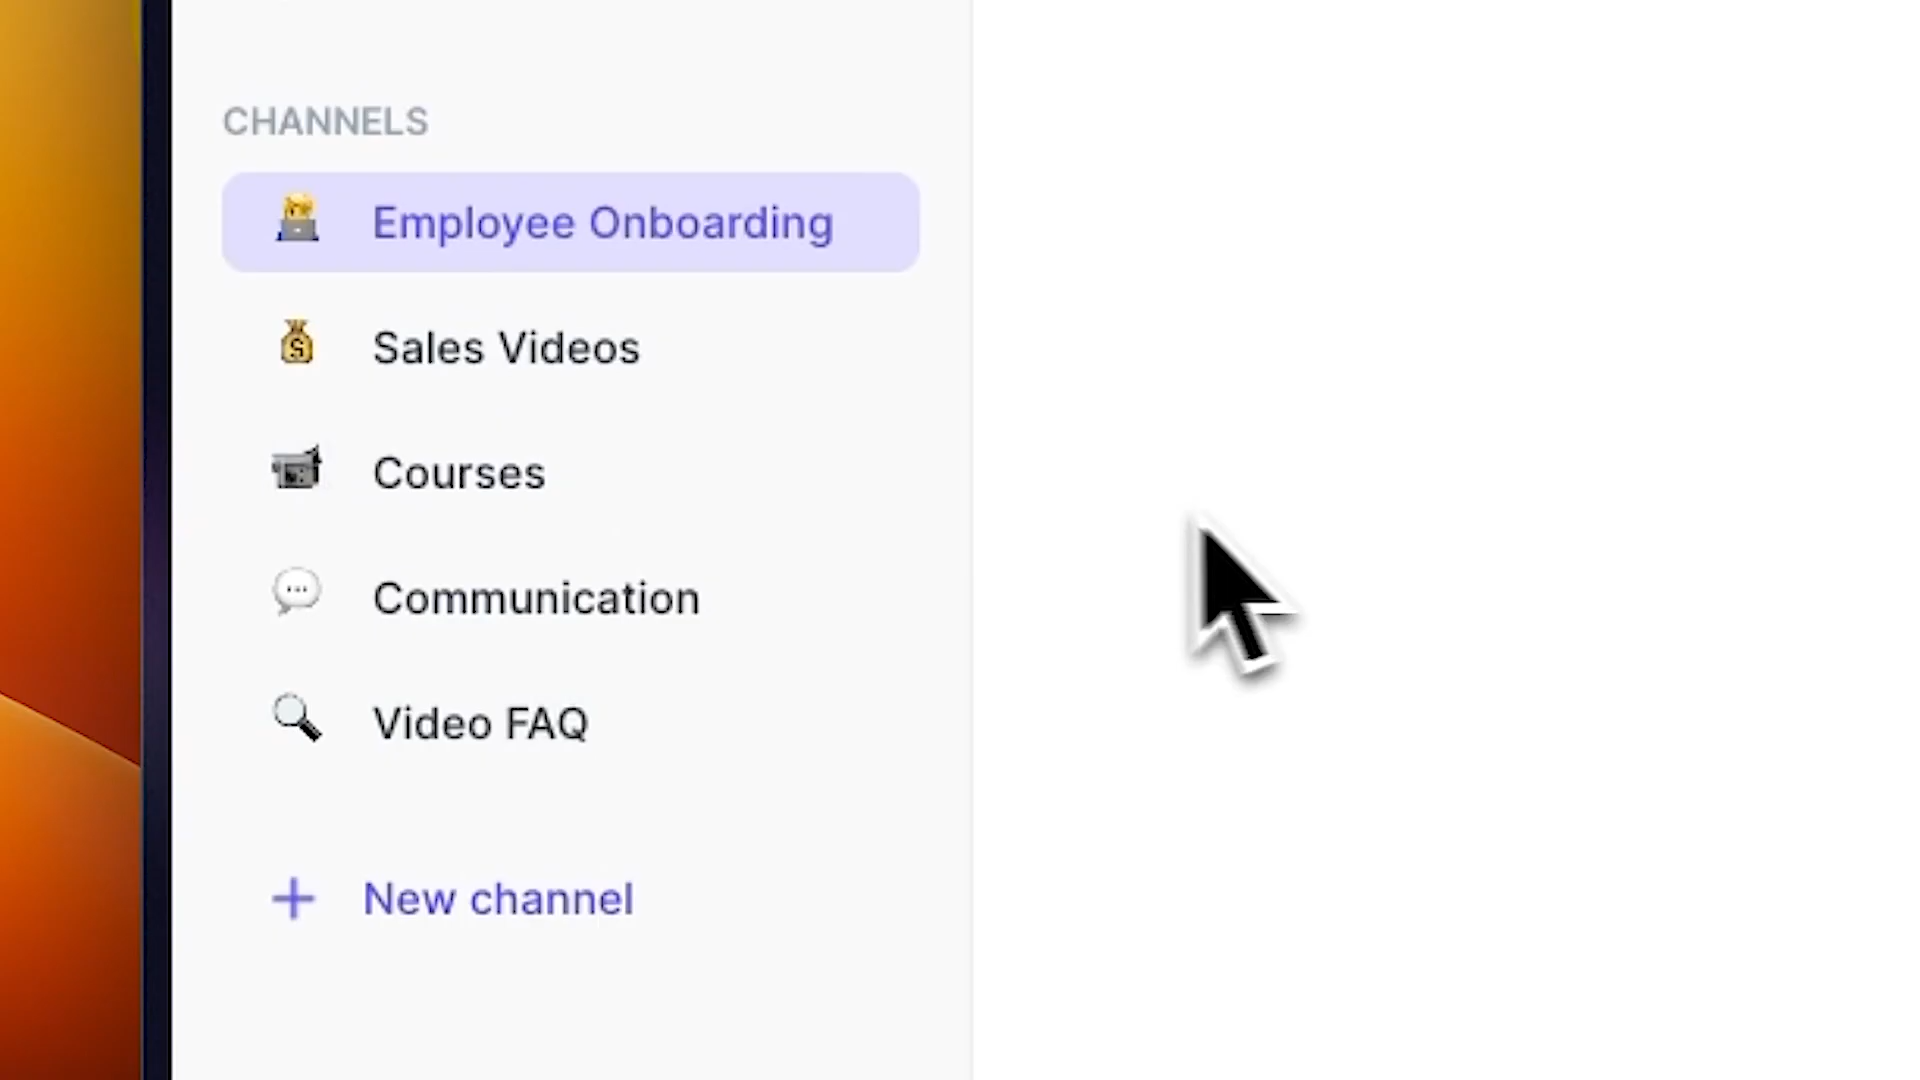 CHANNELS
Employee Onboarding
Sales Videos
Courses
Communication
Video FAQ
+ New channel